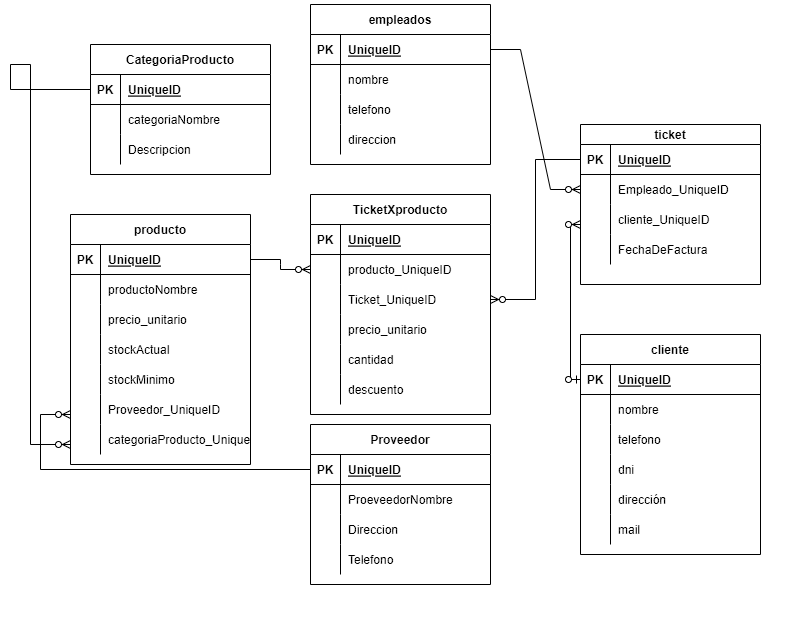 CategoriaProducto
PK UniqueID
categoriaNombre
Descripcion
empleados
PK UniqueID
nombre
telefono
direccion
ticket
PK UniqueID
Empleado_UniqueID
cliente_UniqueID
FechaDeFactura
producto
PK UniqueID
productoNombre
precio_unitario
stockActual
stockMinimo
Proveedor_UniqueID
categoriaProducto_Unique
TicketXproducto
PK UniqueID
producto_UniqueID
Ticket_UniqueID
precio_unitario
cantidad
descuento
cliente
PK UniqueID
nombre
telefono
dni
dirección
mail
Proveedor
PK UniqueID
ProeveedorNombre
Direccion
Telefono